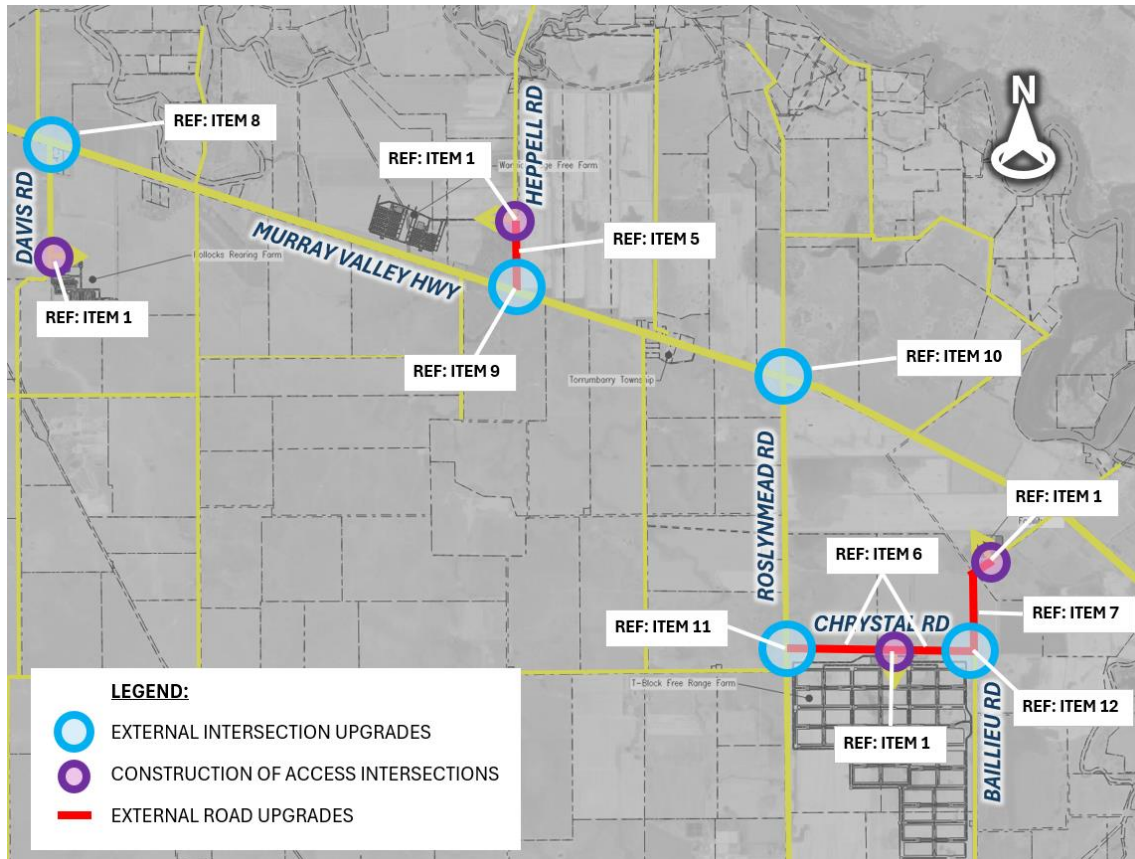 N
REF: ITEM 8
REF: ITEM 1
HEPPELL RD
DAVIS RD
REF: ITEM 5
MURRAY VALLEY HWY
Pollocks Rearing Farm
REF: ITEM 1
REF: ITEM 9
REF: ITEM 10
Torrumbarry Township
ROSLYNMEAD RD
REF: ITEM 1
REF: ITEM 6
REF: ITEM 7
CHRYSTAL RD
REF: ITEM 11
T-Block Free Range Farm
REF: ITEM 12
REF: ITEM 1
BAILLIEU RD
LEGEND:
EXTERNAL INTERSECTION UPGRADES
CONSTRUCTION OF ACCESS INTERSECTIONS
EXTERNAL ROAD UPGRADES